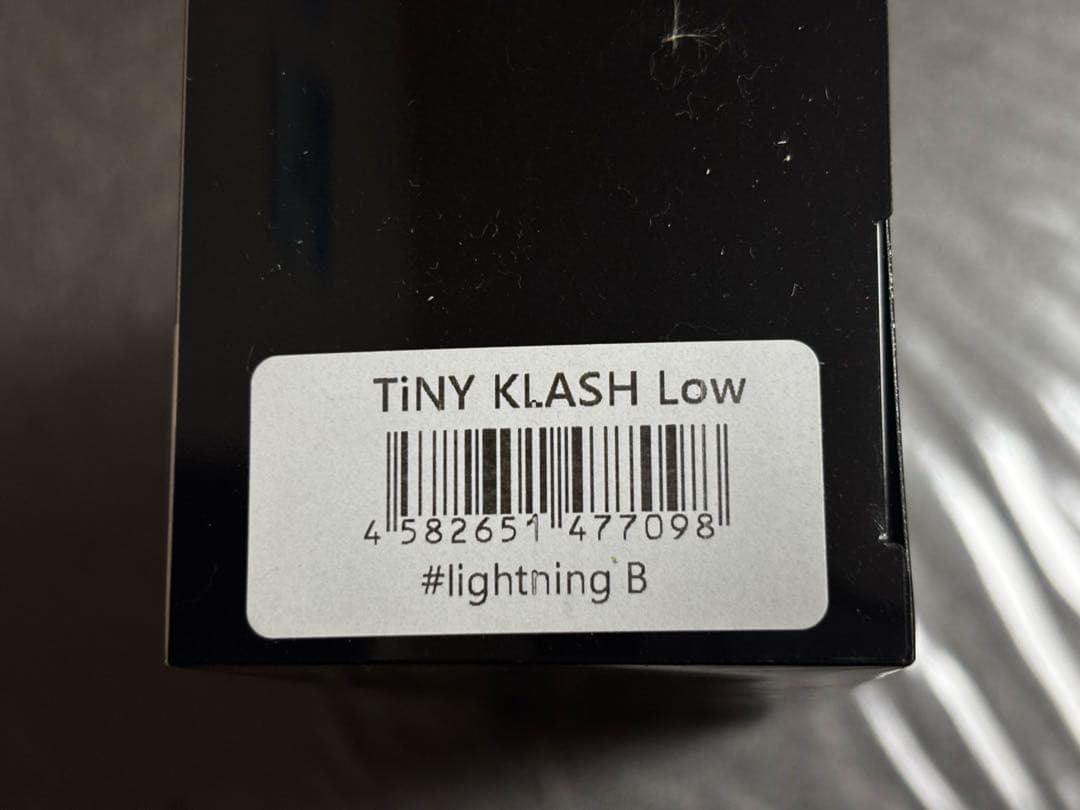 TiNY KLASH Low
4 582651 477098
#lightning B